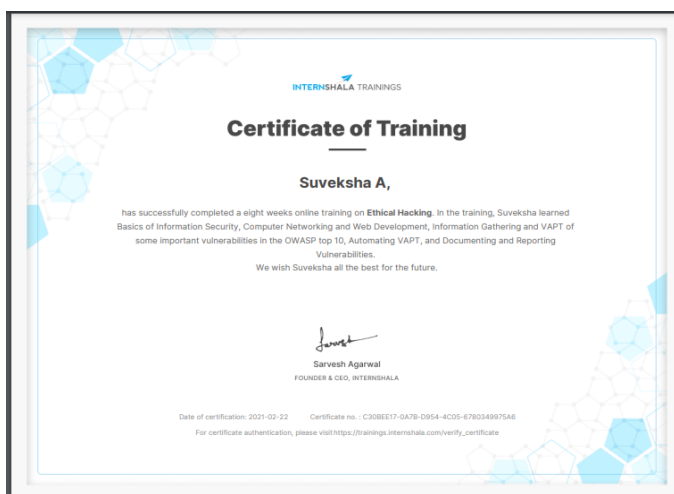 INTERNSHALA TRAININGS
Certificate of Training
Suveksha A,
has successfully completed a eight weeks online training on Ethical Hacking. In the training, Suveksha learned
Basics of Information Security, Computer Networking and Web Development, Information Gathering and VAPT of
some important vulnerabilities in the OWASP top 10, Automating VAPT, and Documenting and Reporting
Vulnerabilities.
We wish Suveksha all the best for the future.
Sarvesh
Sarvesh Agarwal
FOUNDER & CEO, INTERNSHALA
Date of certification: 2021-02-22 Certificate no. : C30BEE17-0A7B-D954-4C05-6780349975A6
For certificate authentication, please visit https://trainings.internshala.com/verify_certificate